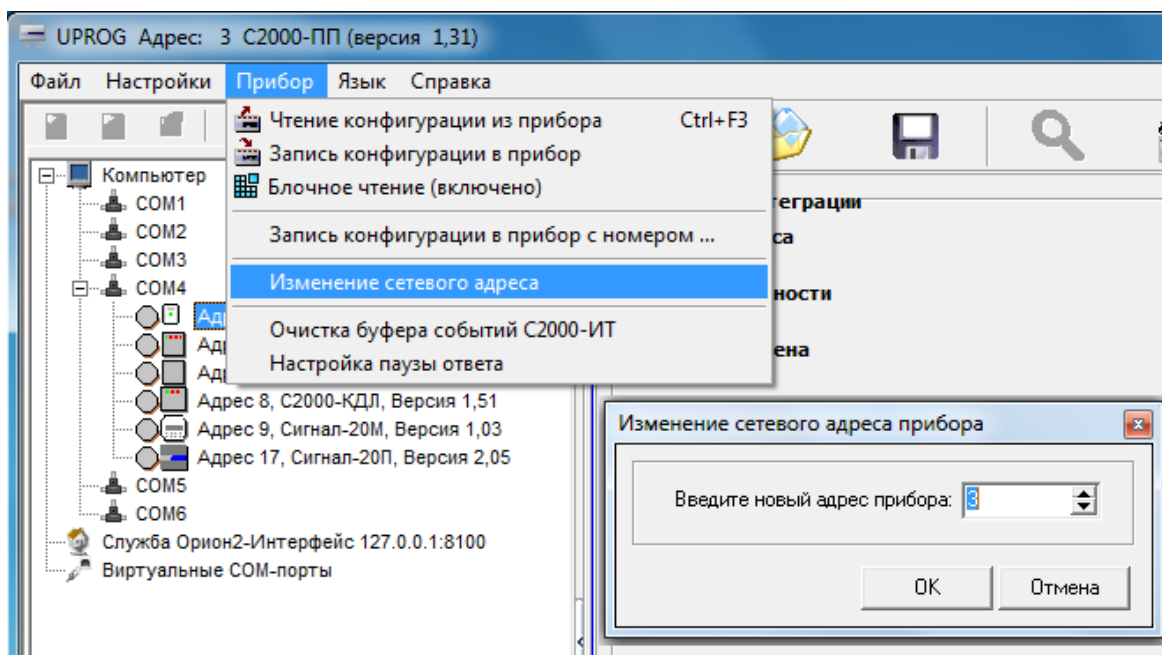 UPROG Адрес: 3 С2000-ПП (версия 1,31)
Файл Настройки Прибор Язык Справка
Чтение конфигурации из прибора Ctrl+F3
Запись конфигурации в прибор
Блочное чтение (включено)
Запись конфигурации в прибор с номером ...
Изменение сетевого адреса
Очистка буфера событий С2000-ИТ
Настройка паузы ответа
Компьютер
COM1
COM2
COM3
COM4
Адрес 8, С2000-КДЛ, Версия 1,51
Адрес 9, Сигнал-20М, Версия 1,03
Адрес 17, Сигнал-20П, Версия 2,05
COM5
COM6
Служба Орион2-Интерфейс 127.0.0.1:8100
Виртуальные COM-порты
теграции
са
ности
ена
Изменение сетевого адреса прибора
Введите новый адрес прибора: 3
OK Отмена